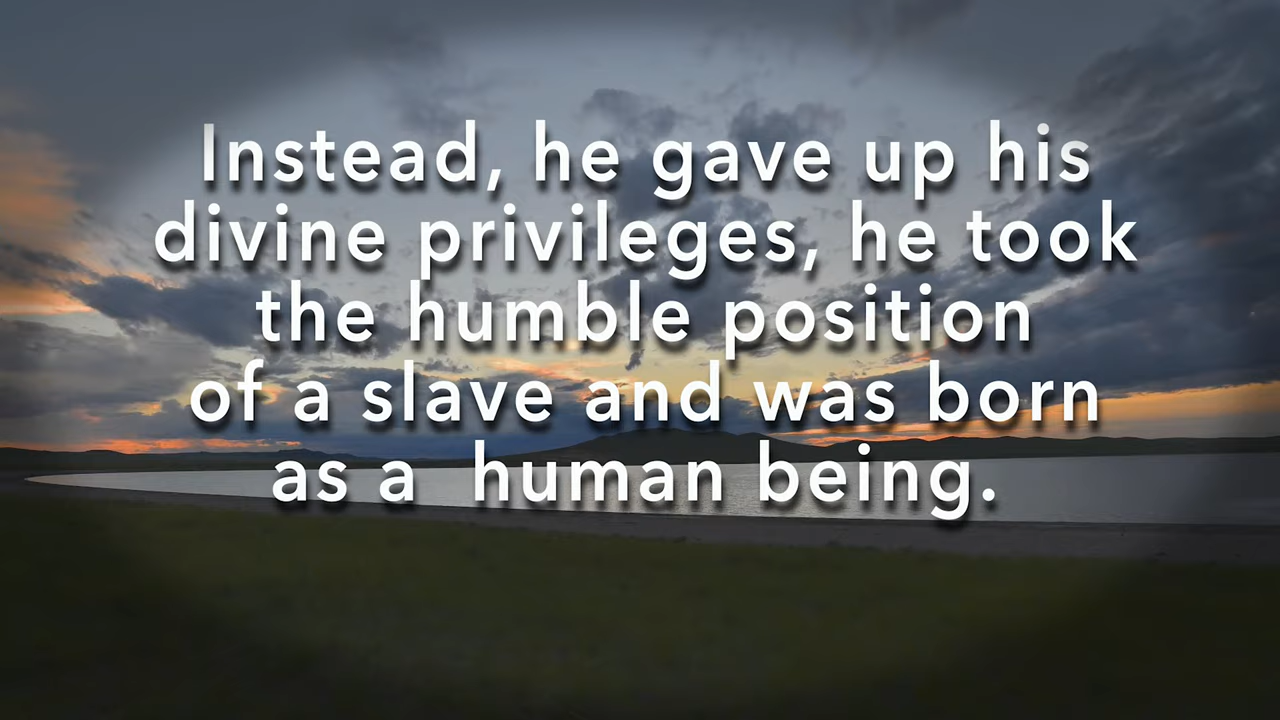 Instead, he gave up his
divine privileges, he took
the humble position
of a slave and was born
as a  human being.